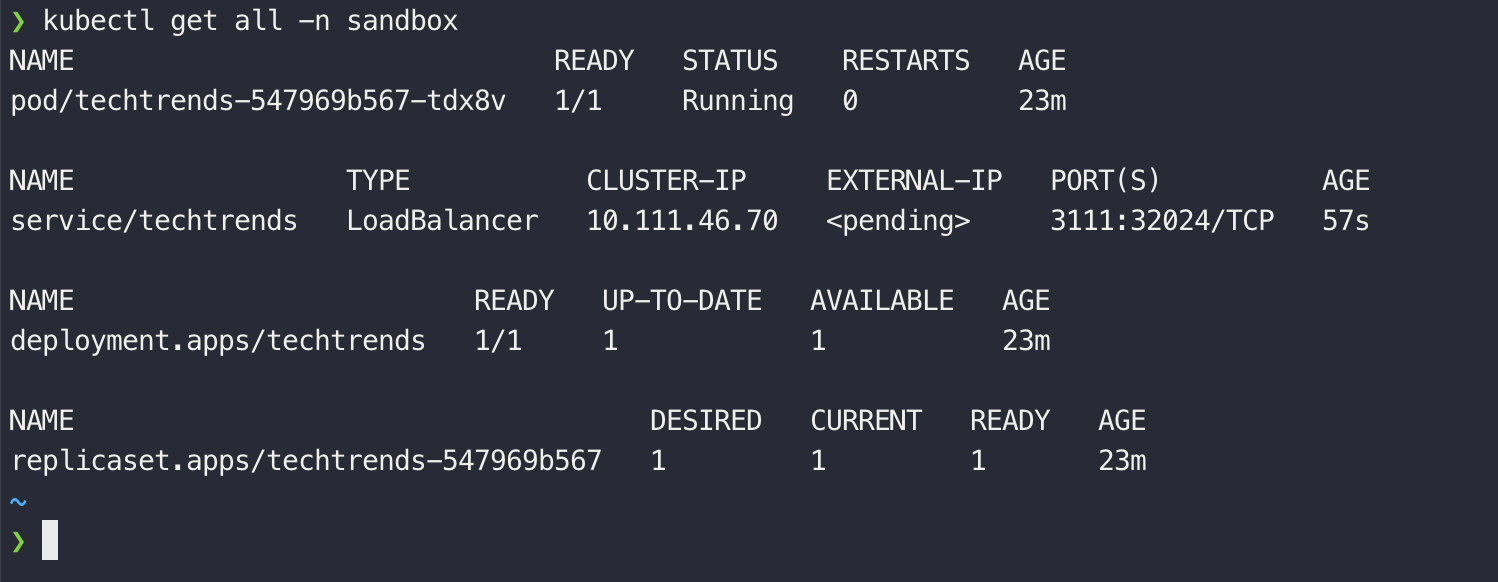 ❯ kubectl get all -n sandbox
NAME                             READY   STATUS    RESTARTS   AGE
pod/techtrends-547969b567-tdx8v   1/1     Running   0          23m

NAME                 TYPE           CLUSTER-IP     EXTERNAL-IP   PORT(S)          AGE
service/techtrends   LoadBalancer   10.111.46.70   <pending>     3111:32024/TCP   57s

NAME                         READY   UP-TO-DATE   AVAILABLE   AGE
deployment.apps/techtrends   1/1     1            1           23m

NAME                                    DESIRED   CURRENT   READY   AGE
replicaset.apps/techtrends-547969b567   1         1         1       23m
~
❯